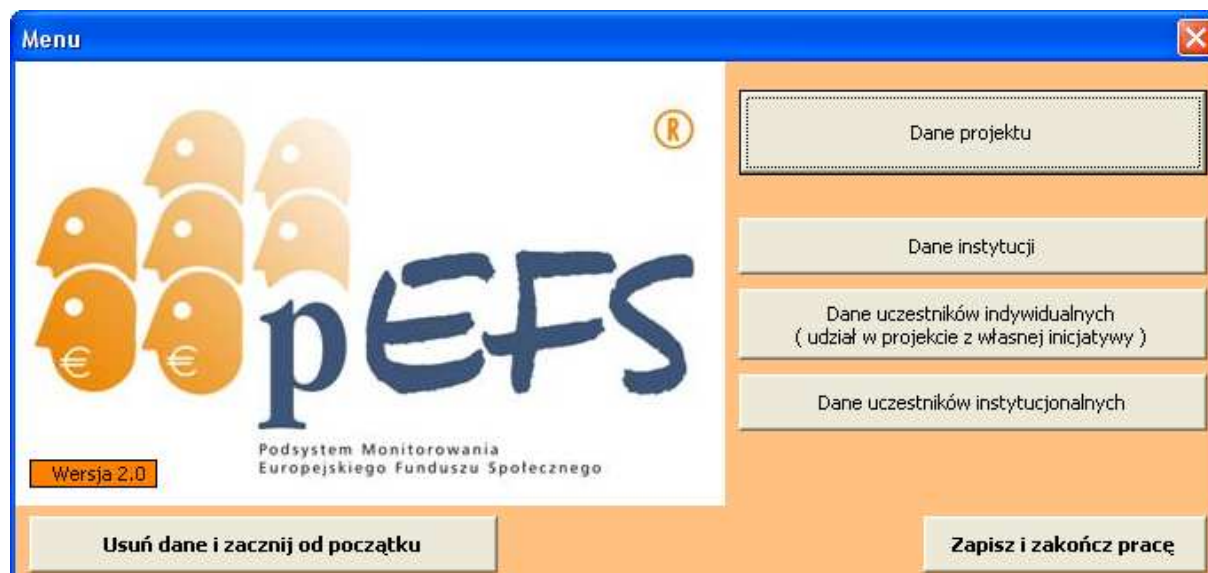 Menu
®
Dane projektu
Dane instytucji
Dane uczestników indywidualnych
( udział w projekcie z własnej inicjatywy )
Dane uczestników instytucjonalnych
€ €
pEFS
Podsystem Monitorowania
Europejskiego Funduszu Społecznego
Wersja 2.0
Usuń dane i zacznij od początku
Zapisz i zakończ pracę